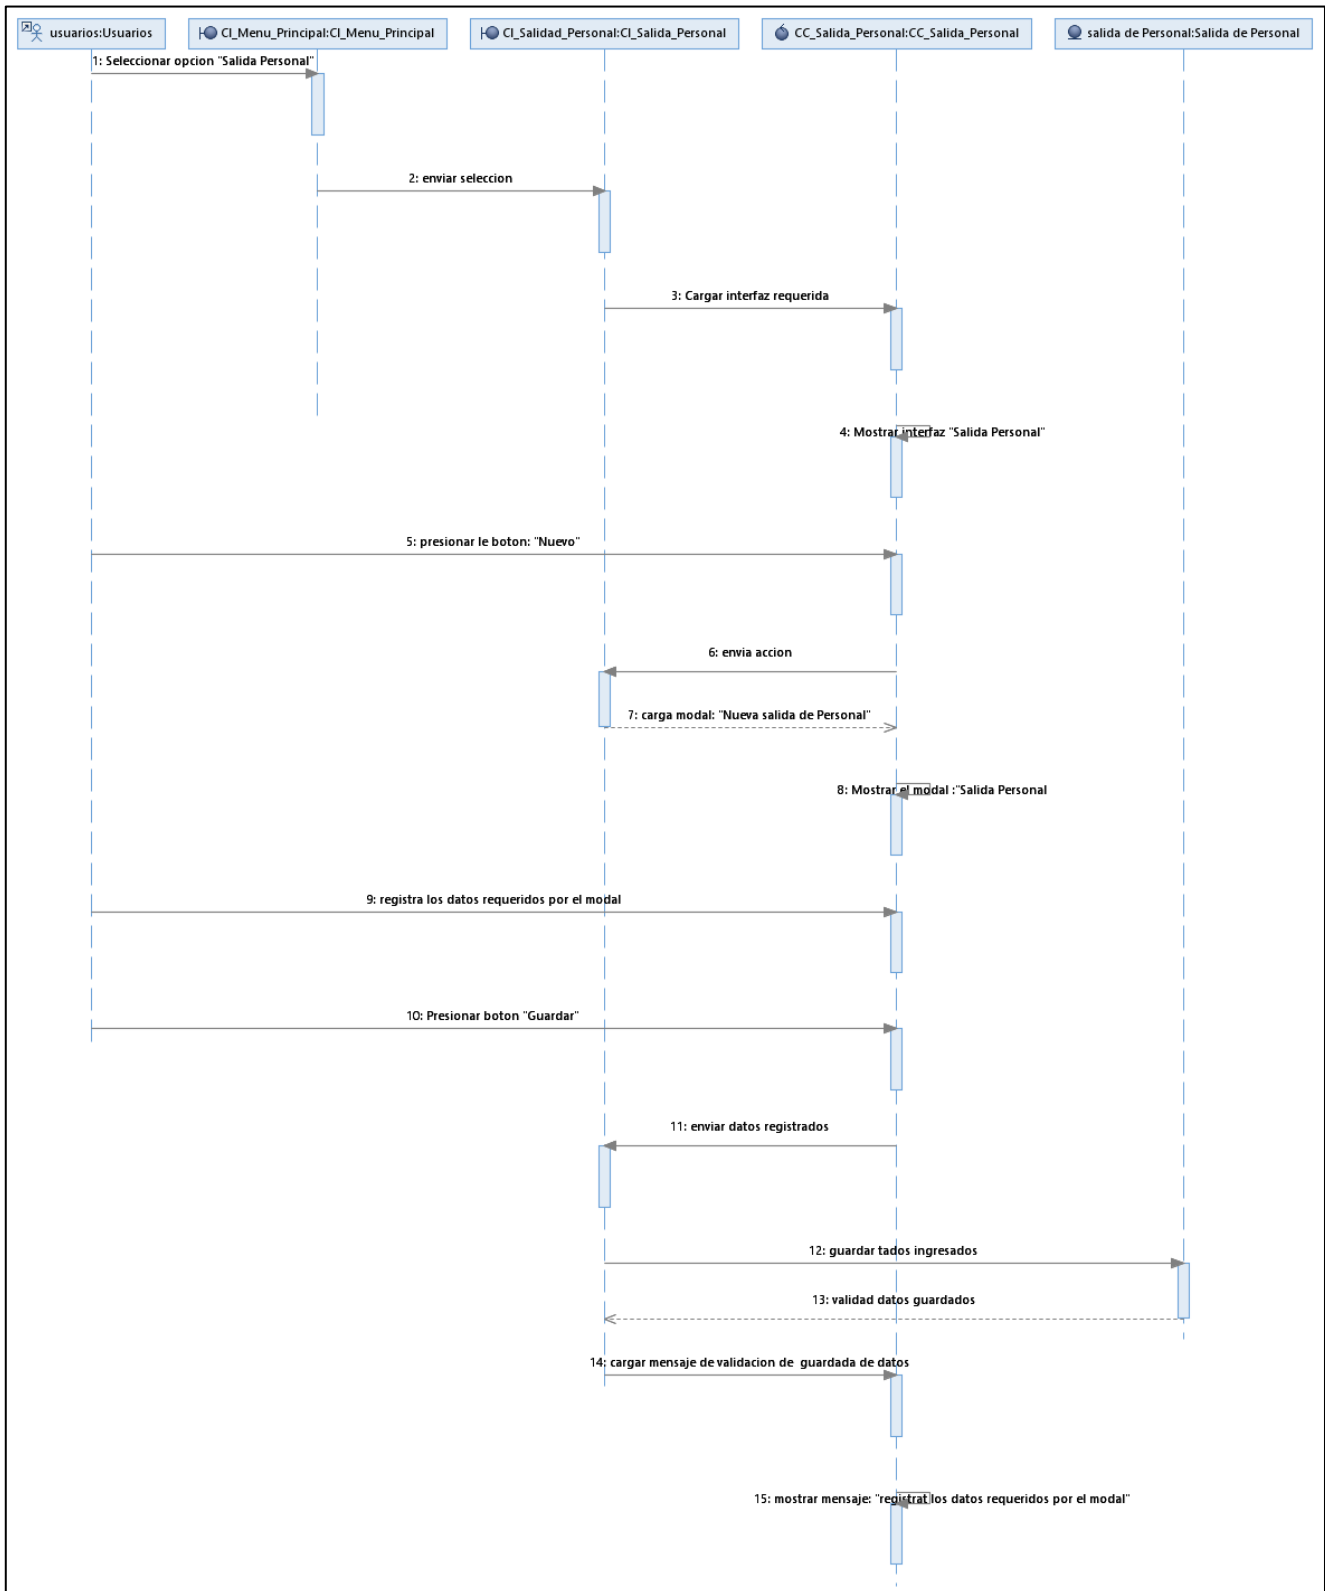 usuarios:Usuarios
CI_Menu_Principal:CI_Menu_Principal
CI_Salidad_Personal:CI_Salida_Personal
CC_Salida_Personal:CC_Salida_Personal
salida de Personal:Salida de Personal
1: Seleccionar opcion "Salida Personal"
2: enviar seleccion
3: Cargar interfaz requerida
4: Mostrar interfaz "Salida Personal"
5: presionar le boton: "Nuevo"
6: envia accion
7: carga modal: "Nueva salida de Personal"
8: Mostrar el modal :"Salida Personal
9: registra los datos requeridos por el modal
10: Presionar boton "Guardar"
11: enviar datos registrados
12: guardar tados ingresados
13: validad datos guardados
14: cargar mensaje de validacion de  guardada de datos
15: mostrar mensaje: "registrat los datos requeridos por el modal"